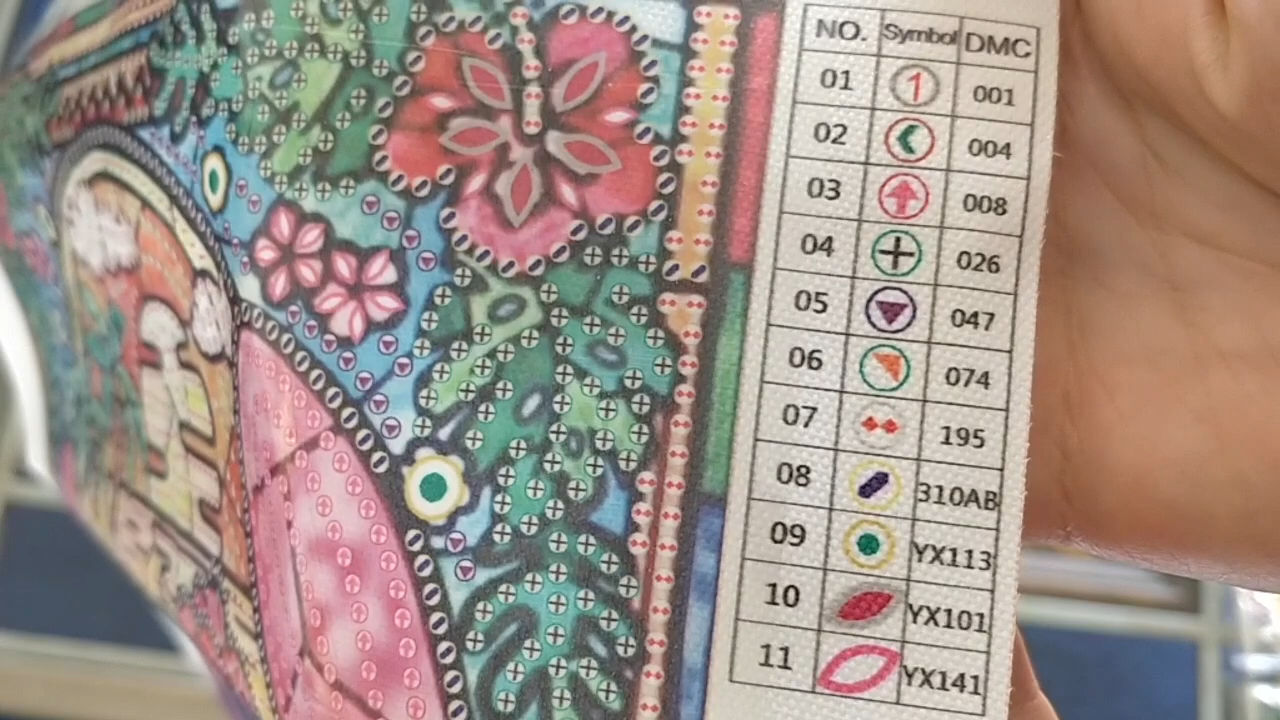 NO. Symbol DMC
01 1 001
02 004
03 008
04 026
05 047
06 074
07 195
08 310AB
09 YX113
10 YX101
11 YX141